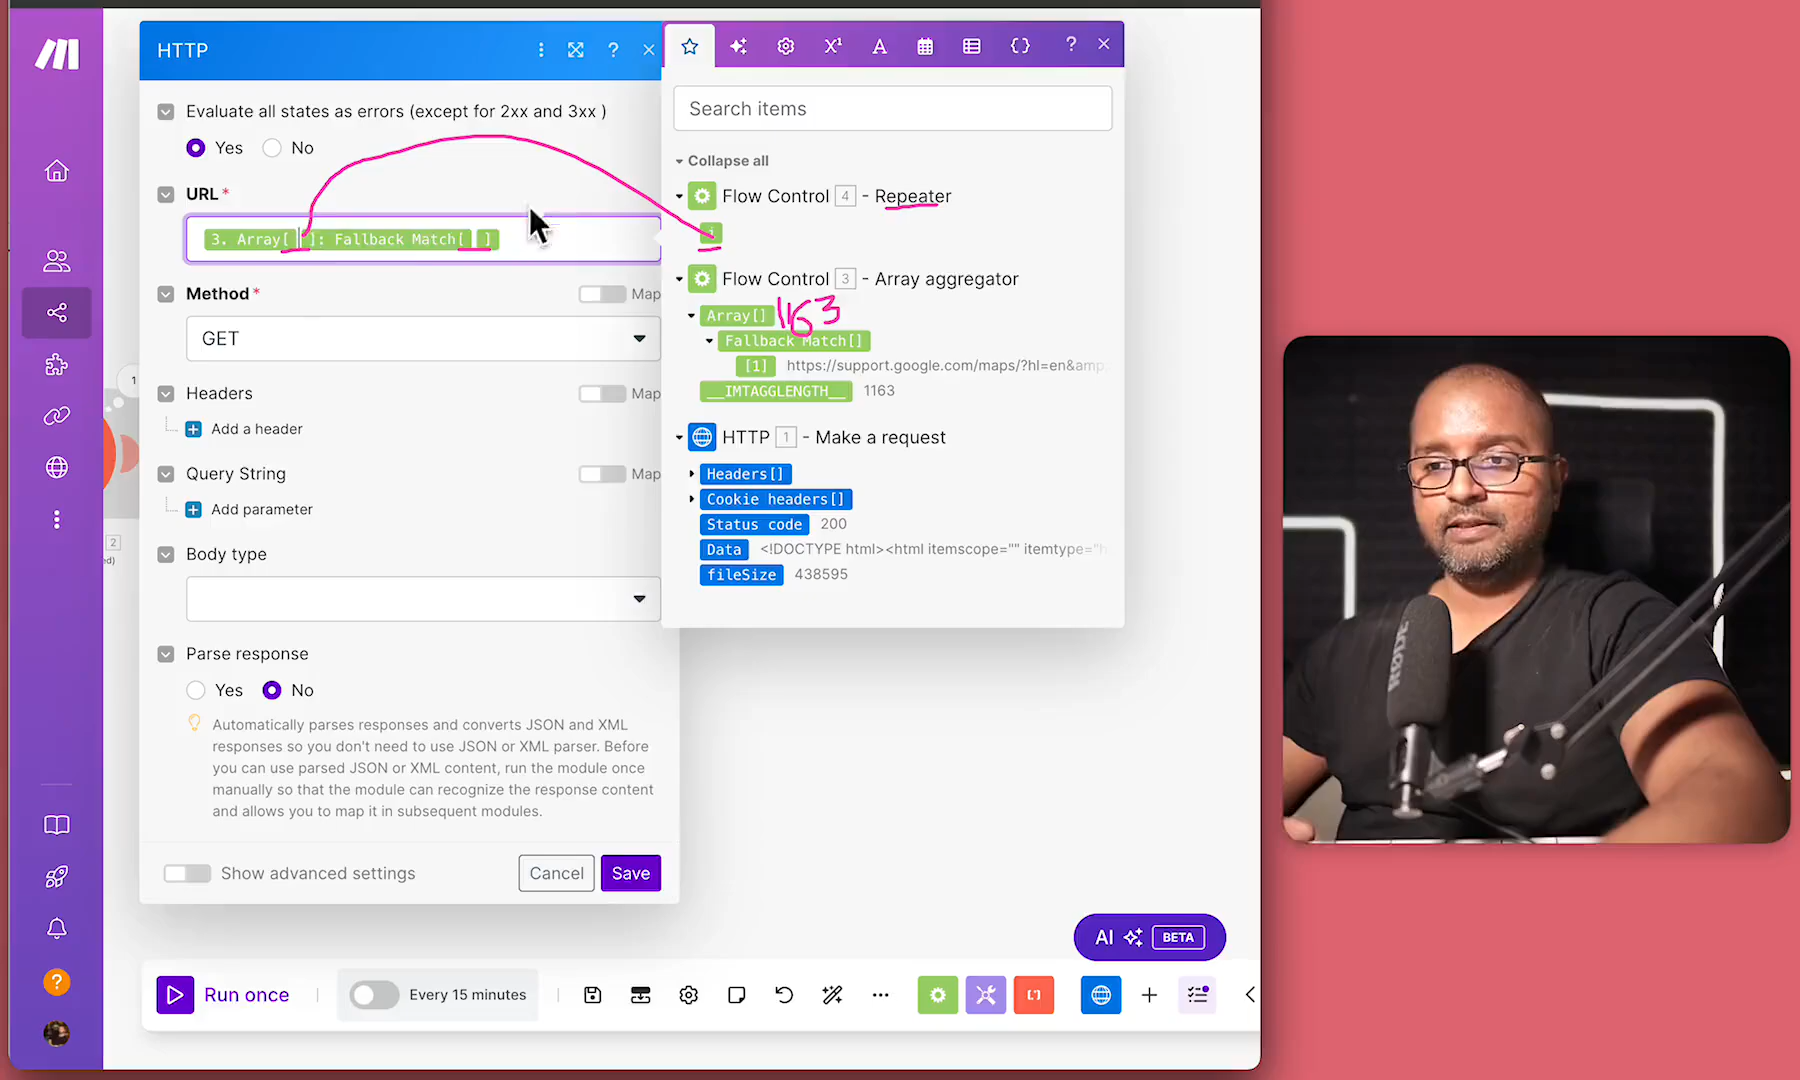 HTTP
?
Evaluate all states as errors (except for 2xx and 3xx )
Yes
No
URL *
3. Array[ ]: Fallback Match[ ]
Method *
Map
GET
Headers
Map
Add a header
Query String
Map
Add parameter
Body type
Parse response
Yes
No
Automatically parses responses and converts JSON and XML
responses so you don't need to use JSON or XML parser. Before
you can use parsed JSON or XML content, run the module once
manually so that the module can recognize the response content
and allows you to map it in subsequent modules.
Show advanced settings
Cancel
Save
X¹
A
?
Search items
Collapse all
Flow Control 4 - Repeater
i
Flow Control 3 - Array aggregator
Array[]
1163
Fallback Match[]
[1] https://support.google.com/maps/?hl=en&amp;
__IMTAGGLENGTH__ 1163
HTTP 1 - Make a request
Headers[]
Cookie headers[]
Status code 200
Data <!DOCTYPE html><html itemscope="" itemtype="h
fileSize 438595
1
2
ed)
AI BETA
Run once
Every 15 minutes
?
RODE